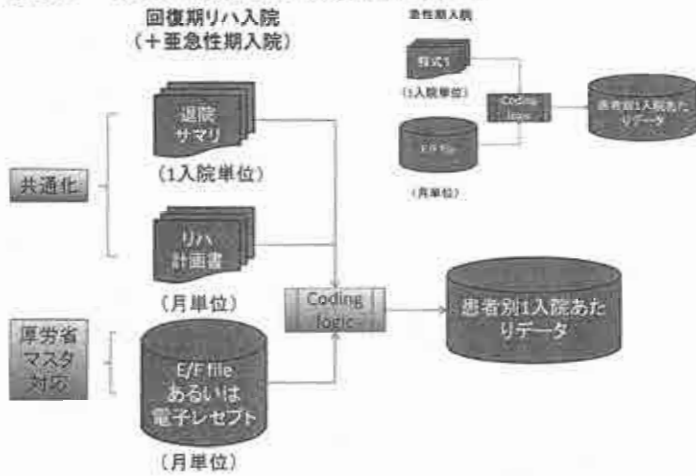 回復期リハ入院
(+亜急性期入院)
急性期入院
様式1
(1入院単位)
Coding
logic
患者別1入院あた
りデータ
E/F file
(月単位)
退院
サマリ
(1入院単位)
共通化
リハ
計画書
(月単位)
Coding
logic
患者別1入院あた
りデータ
厚労省
マスタ
対応
E/F file
あるいは
電子レセプト
(月単位)